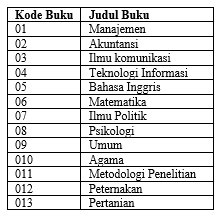 Kode Buku Judul Buku
01 Manajemen
02 Akuntansi
03 Ilmu komunikasi
04 Teknologi Informasi
05 Bahasa Inggris
06 Matematika
07 Ilmu Politik
08 Psikologi
09 Umum
010 Agama
011 Metodologi Penelitian
012 Peternakan
013 Pertanian